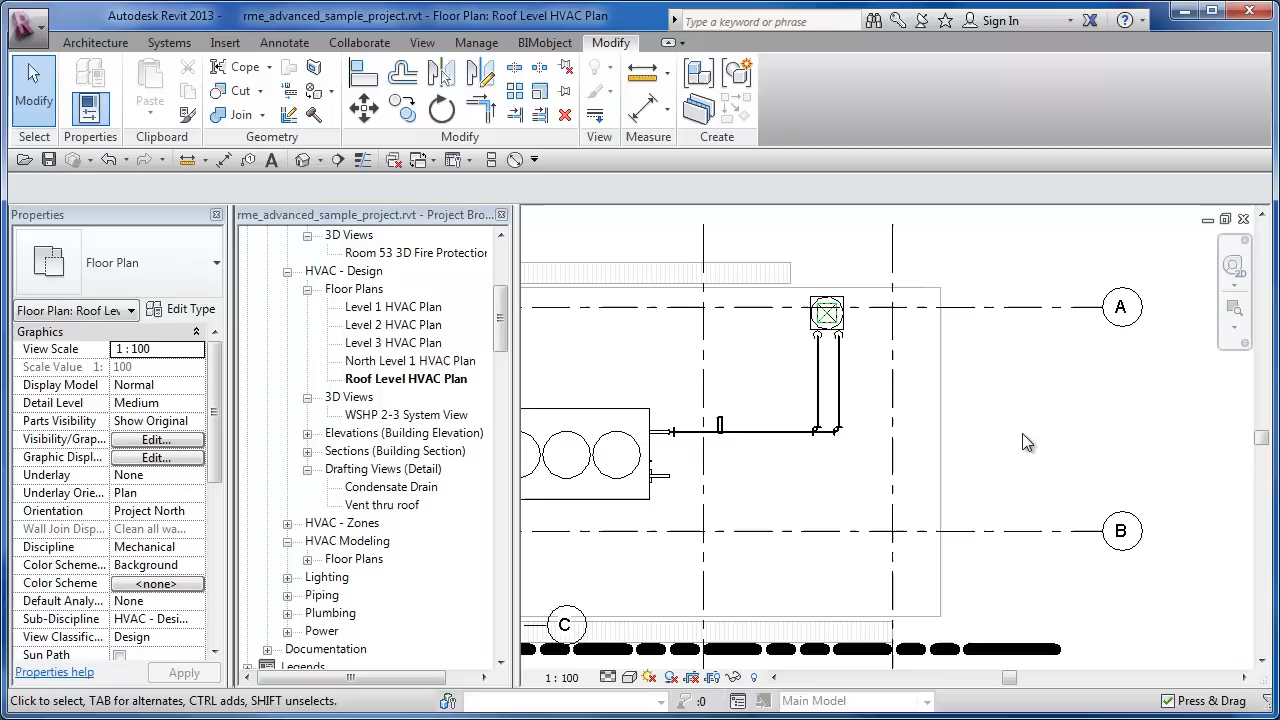 Autodesk Revit 2013 - rme_advanced_sample_project.rvt - Floor Plan: Roof Level HVAC Plan
Type a keyword or phrase
Sign In
Architecture Systems Insert Annotate Collaborate View Manage BIMobject Modify
Modify Paste Cope Cut Join
Select Properties Clipboard Geometry Modify View Measure Create
Properties
Floor Plan
Floor Plan: Roof Lev Edit Type
Graphics
View Scale 1 : 100
Scale Value 1: 100
Display Model Normal
Detail Level Medium
Parts Visibility Show Original
Visibility/Grap... Edit...
Graphic Displ... Edit...
Underlay None
Underlay Orie... Plan
Orientation Project North
Wall Join Disp... Clean all wa...
Discipline Mechanical
Color Scheme... Background
Color Scheme <none>
Default Analy... None
Sub-Discipline HVAC - Desi...
View Classific... Design
Sun Path
Properties help Apply
rme_advanced_sample_project.rvt - Project Bro...
3D Views
Room 53 3D Fire Protection
HVAC - Design
Floor Plans
Level 1 HVAC Plan
Level 2 HVAC Plan
Level 3 HVAC Plan
North Level 1 HVAC Plan
Roof Level HVAC Plan
3D Views
WSHP 2-3 System View
Elevations (Building Elevation)
Sections (Building Section)
Drafting Views (Detail)
Condensate Drain
Vent thru roof
HVAC - Zones
HVAC Modeling
Floor Plans
Lighting
Piping
Plumbing
Power
Documentation
Legends
A
B
C
1 : 100
Click to select, TAB for alternates, CTRL adds, SHIFT unselects.
:0
Main Model
Press & Drag